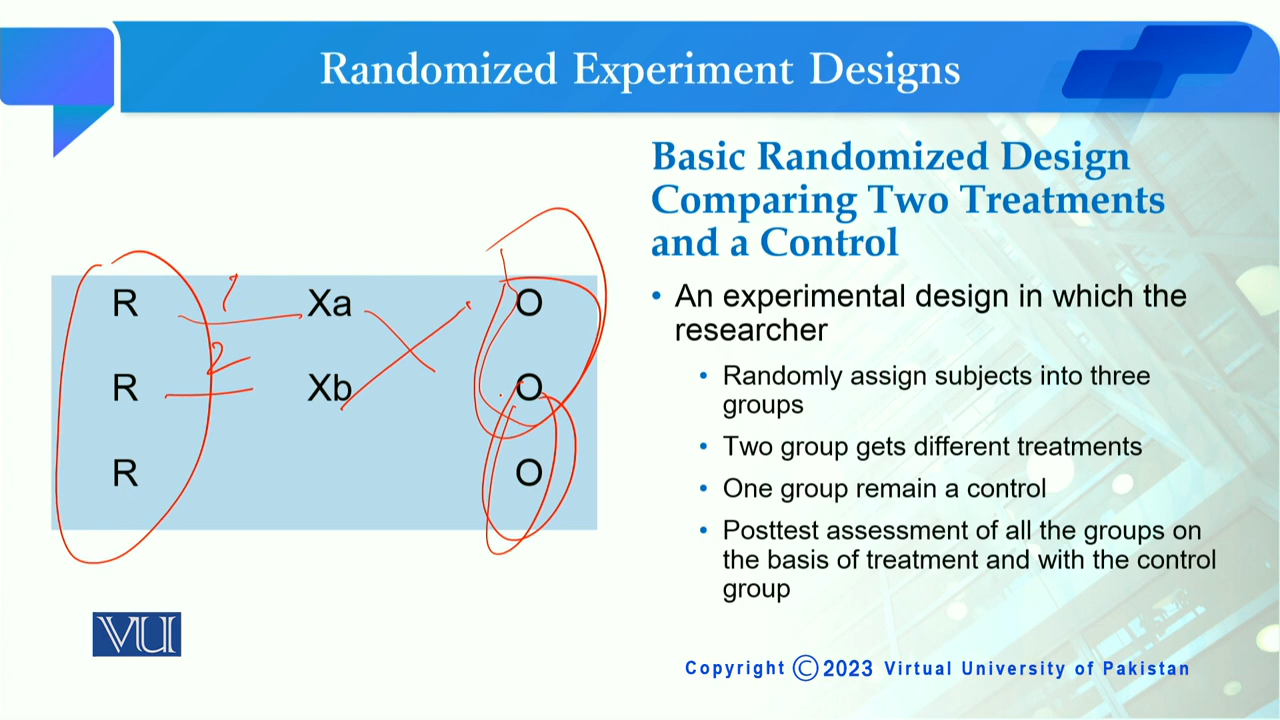 Randomized Experiment Designs
R 1 Xa O
R 2 Xb O
R O
Basic Randomized Design
Comparing Two Treatments
and a Control
• An experimental design in which the
researcher
• Randomly assign subjects into three
groups
• Two group gets different treatments
• One group remain a control
• Posttest assessment of all the groups on
the basis of treatment and with the control
group
VU
Copyright ©2023 Virtual University of Pakistan